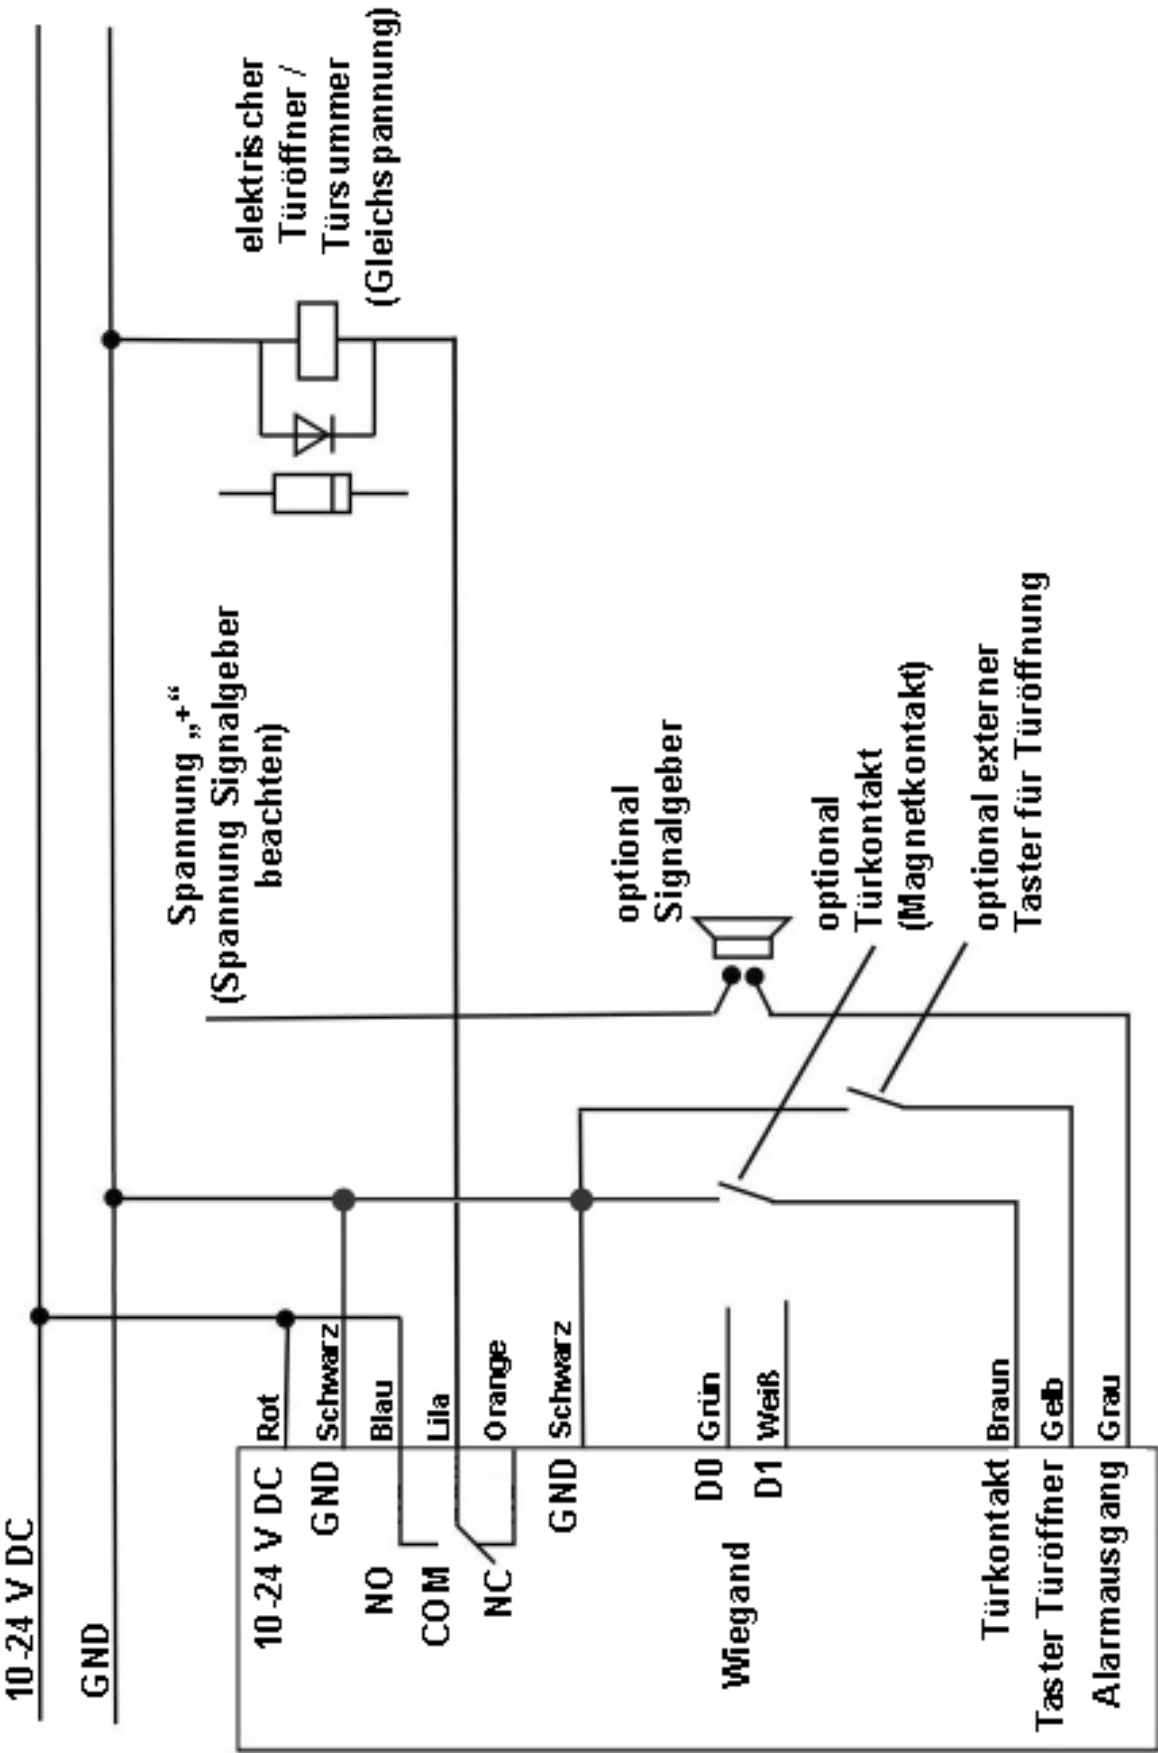 10-24 V DC
GND
elektrischer
Türöffner /
Türsummer
(Gleichspannung)
Spannung „+“
(Spannung Signalgeber
beachten)
optional
Signalgeber
optional
Türkontakt
(Magnetkontakt)
optional externer
Taster für Türöffnung
Rot
Schwarz
Blau
Lila
Orange
Schwarz
Grün
Weiß
Braun
Gelb
Grau
10-24 V DC
GND
NO
COM
NC
GND
D0
D1
Wiegand
Türkontakt
Taster Türöffner
Alarmausgang